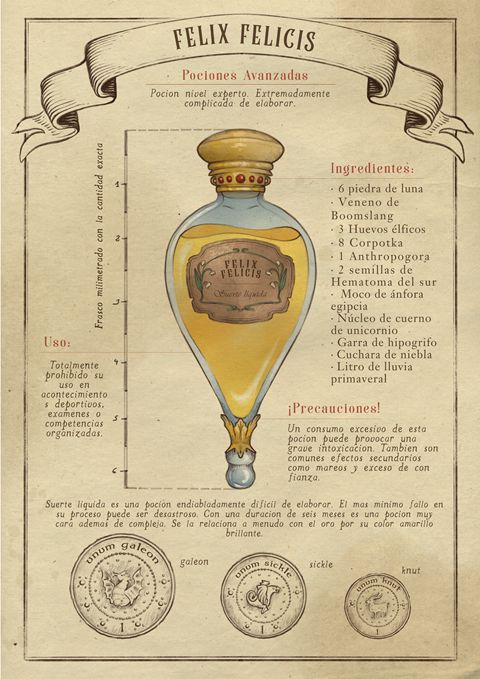 FELIX FELICIS
· Pociones Avanzadas
Pocion nivel experto. Extremadamente
complicada de elaborar.
Frasco milimetrado con la cantidad exacta
1
2
3
4
5
6
FELIX
FELICIS
Suerte liquida
Ingredientes:
· 6 piedra de luna
· Veneno de
Boomslang
· 3 Huevos élficos
· 8 Corpotka
· 1 Anthropogora
· 2 semíllas de
Hematoma del sur
· Moco de ánfora
egipcia
· Núcleo de cuerno
de unicornio
· Garra de hipogrifo
· Cuchara de niebla
· Litro de lluvia
primaveral
Uso:
Totalmente
prohibido su
uso en
acontecimiento
s deportivos,
examenes o
competencias
organizadas.
¡Precauciones!
Un consumo excesivo de esta
pocion puede provocar una
grave intoxicacion. Tambien son
comunes efectos secundarios
como mareos y exceso de con
fianza.
Suerte liquida es una pocion endiabladamente dificil de elaborar. El mas minimo fallo en
su proceso puede ser desastroso. Con una duracion de seis meses es una pocion muy
cara ademas de compleja. Se la relaciona a menudo con el oro por su color amarillo
brillante.
unum galeon
1
galeon
unum sickle
1
sickle
unum knut
1
knut